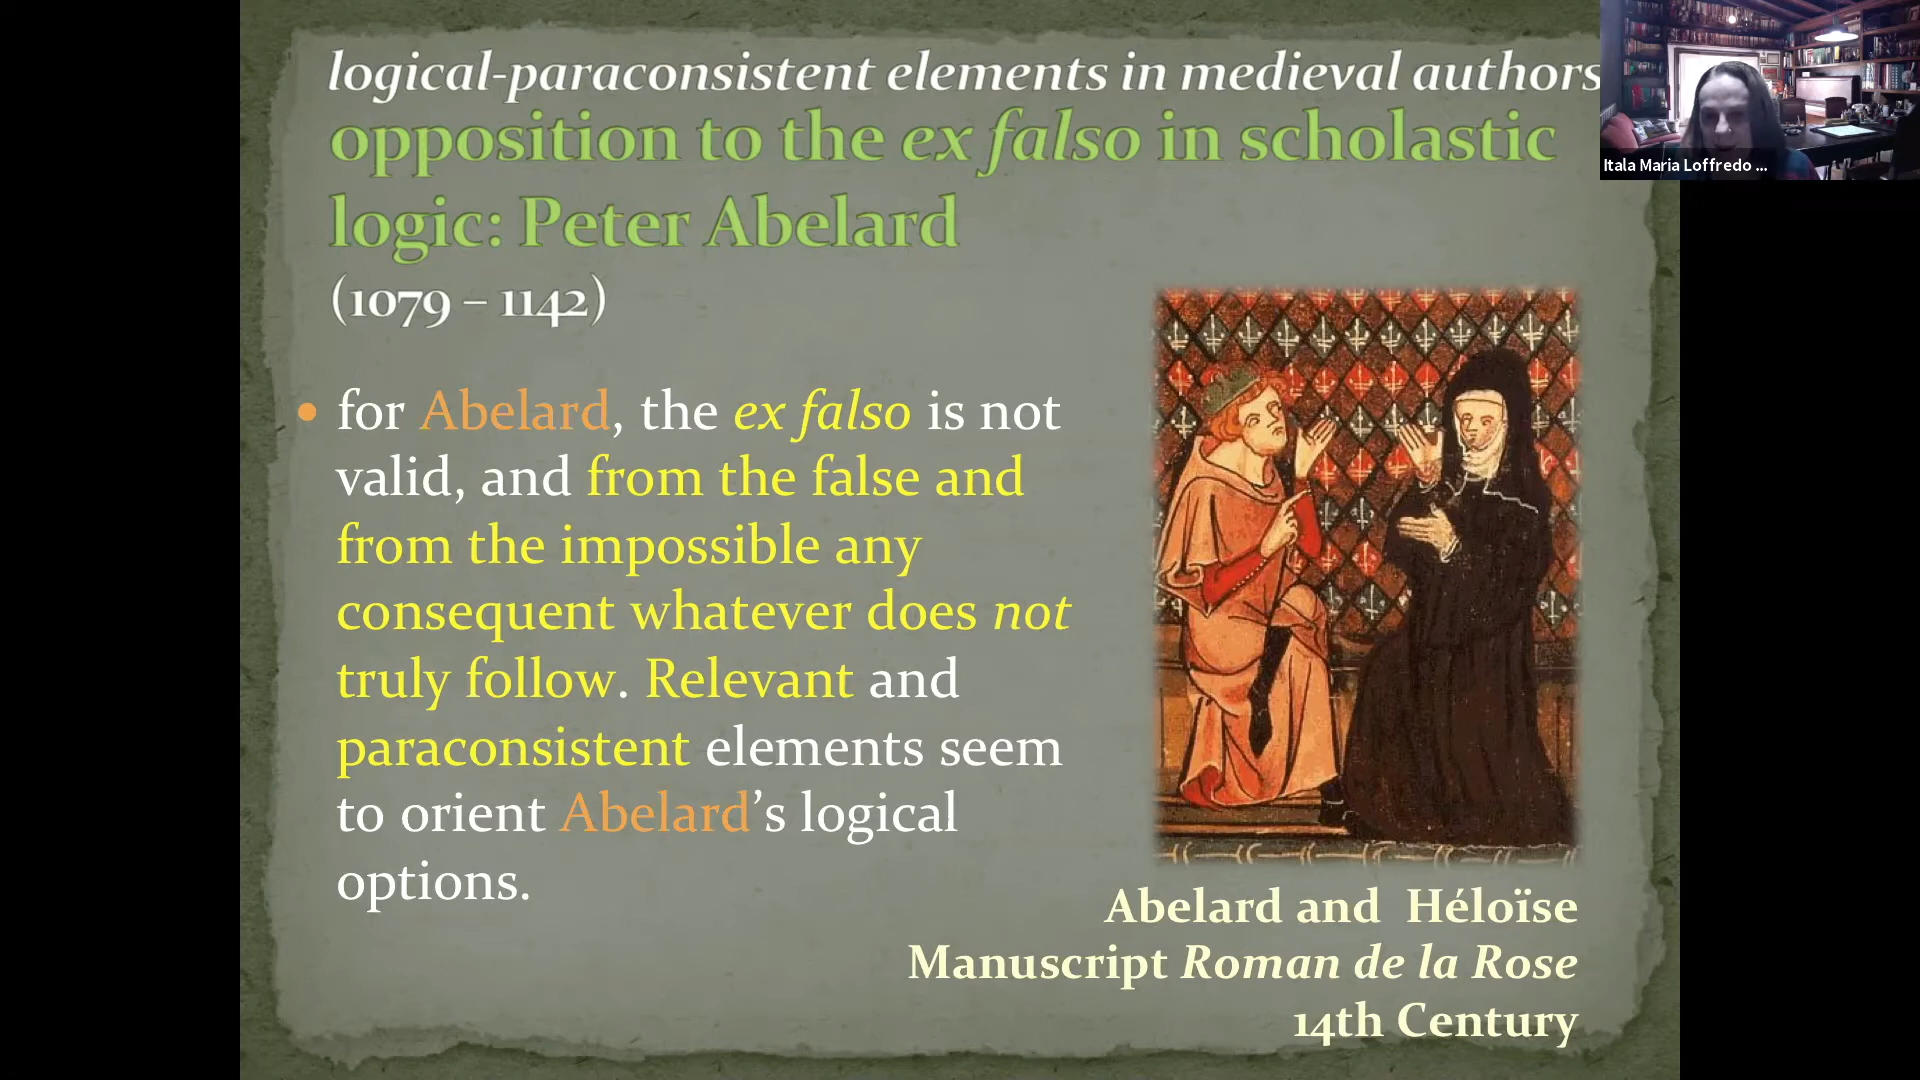 logical-paraconsistent elements in medieval authors
opposition to the ex falso in scholastic
logic: Peter Abelard
(1079 – 1142)
Itala Maria Loffredo ...
• for Abelard, the ex falso is not
valid, and from the false and
from the impossible any
consequent whatever does not
truly follow. Relevant and
paraconsistent elements seem
to orient Abelard’s logical
options.
Abelard and Héloïse
Manuscript Roman de la Rose
14th Century